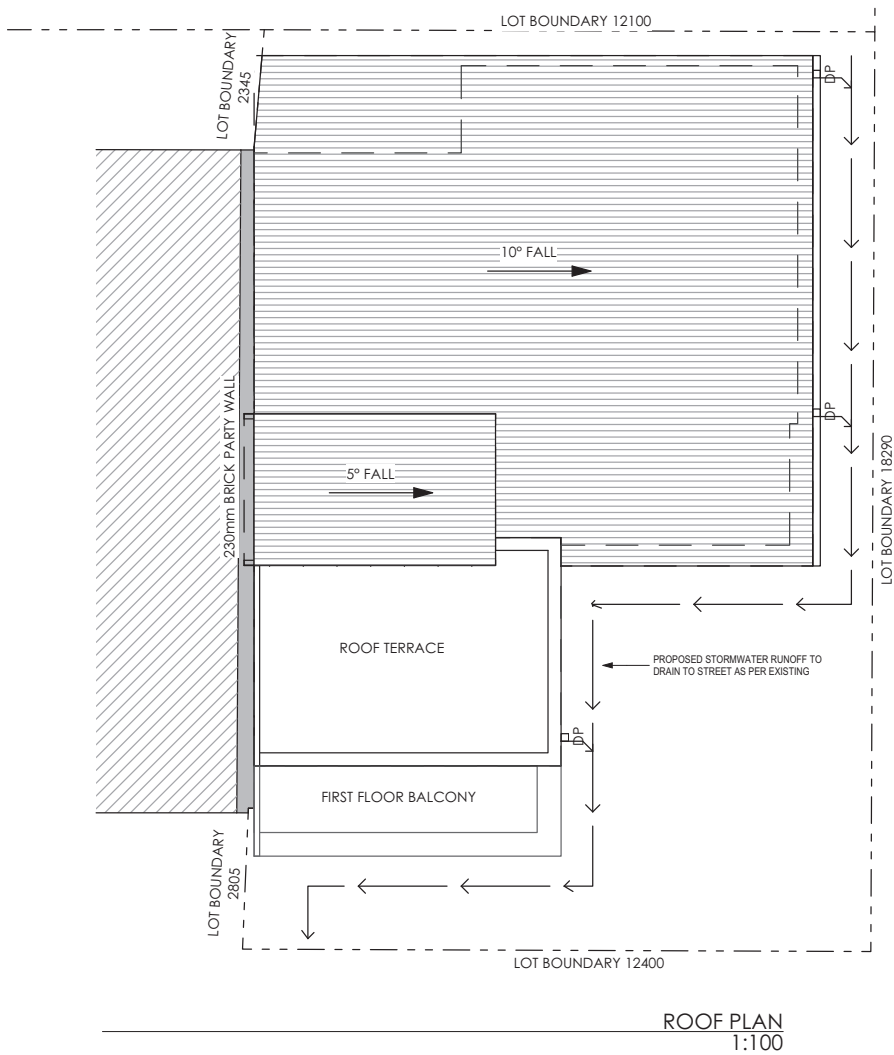 LOT BOUNDARY 12100
LOT BOUNDARY
2345
DP
10° FALL
230mm BRICK PARTY WALL
DP
5° FALL
LOT BOUNDARY 18290
ROOF TERRACE
PROPOSED STORMWATER RUNOFF TO
DRAIN TO STREET AS PER EXISTING
DP
FIRST FLOOR BALCONY
LOT BOUNDARY
2805
LOT BOUNDARY 12400
ROOF PLAN
1:100